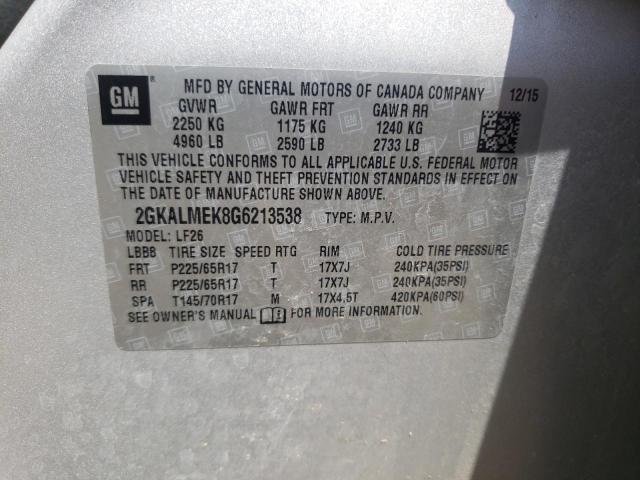 GM
MFD BY GENERAL MOTORS OF CANADA COMPANY 12/15
GVWR GAWR FRT GAWR RR
2250 KG 1175 KG 1240 KG
4960 LB 2590 LB 2733 LB
THIS VEHICLE CONFORMS TO ALL APPLICABLE U.S. FEDERAL MOTOR
VEHICLE SAFETY AND THEFT PREVENTION STANDARDS IN EFFECT ON
THE DATE OF MANUFACTURE SHOWN ABOVE.
2GKALMEK8G6213538 TYPE: M.P.V.
MODEL: LF26
LBBB TIRE SIZE SPEED RTG RIM COLD TIRE PRESSURE
FRT P225/65R17 T 17X7J 240KPA(35PSI)
RR P225/65R17 T 17X7J 240KPA(35PSI)
SPA T145/70R17 M 17X4.5T 420KPA(60PSI)
SEE OWNER'S MANUAL FOR MORE INFORMATION